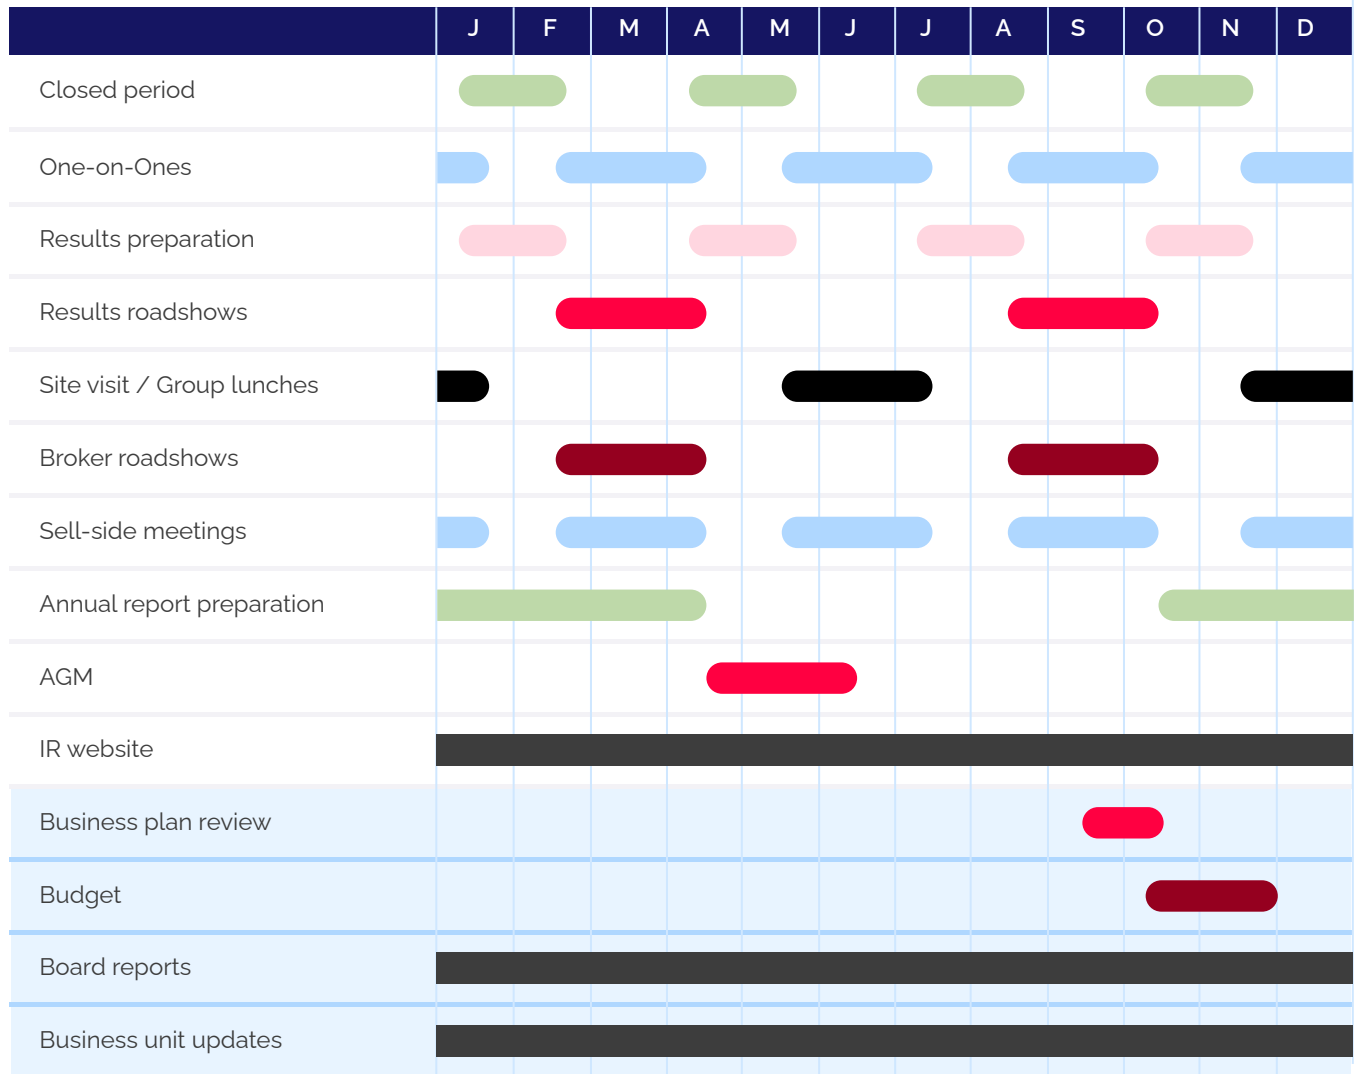 J F M A M J J A S O N D
Closed period
One-on-Ones
Results preparation
Results roadshows
Site visit / Group lunches
Broker roadshows
Sell-side meetings
Annual report preparation
AGM
IR website
Business plan review
Budget
Board reports
Business unit updates